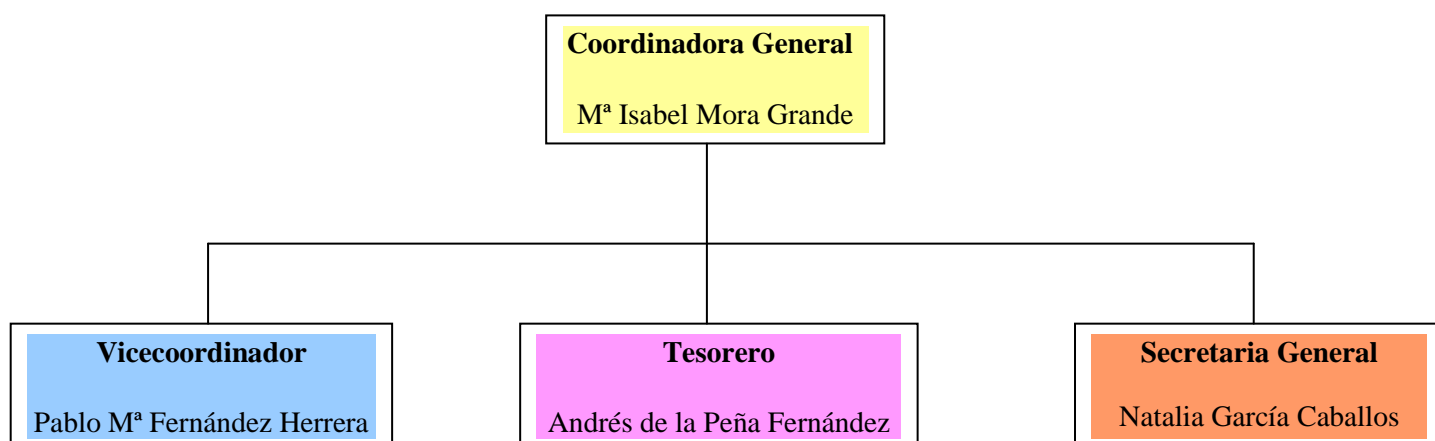 Coordinadora General
Mª Isabel Mora Grande
Vicecoordinador
Pablo Mª Fernández Herrera
Tesorero
Andrés de la Peña Fernández
Secretaria General
Natalia García Caballos